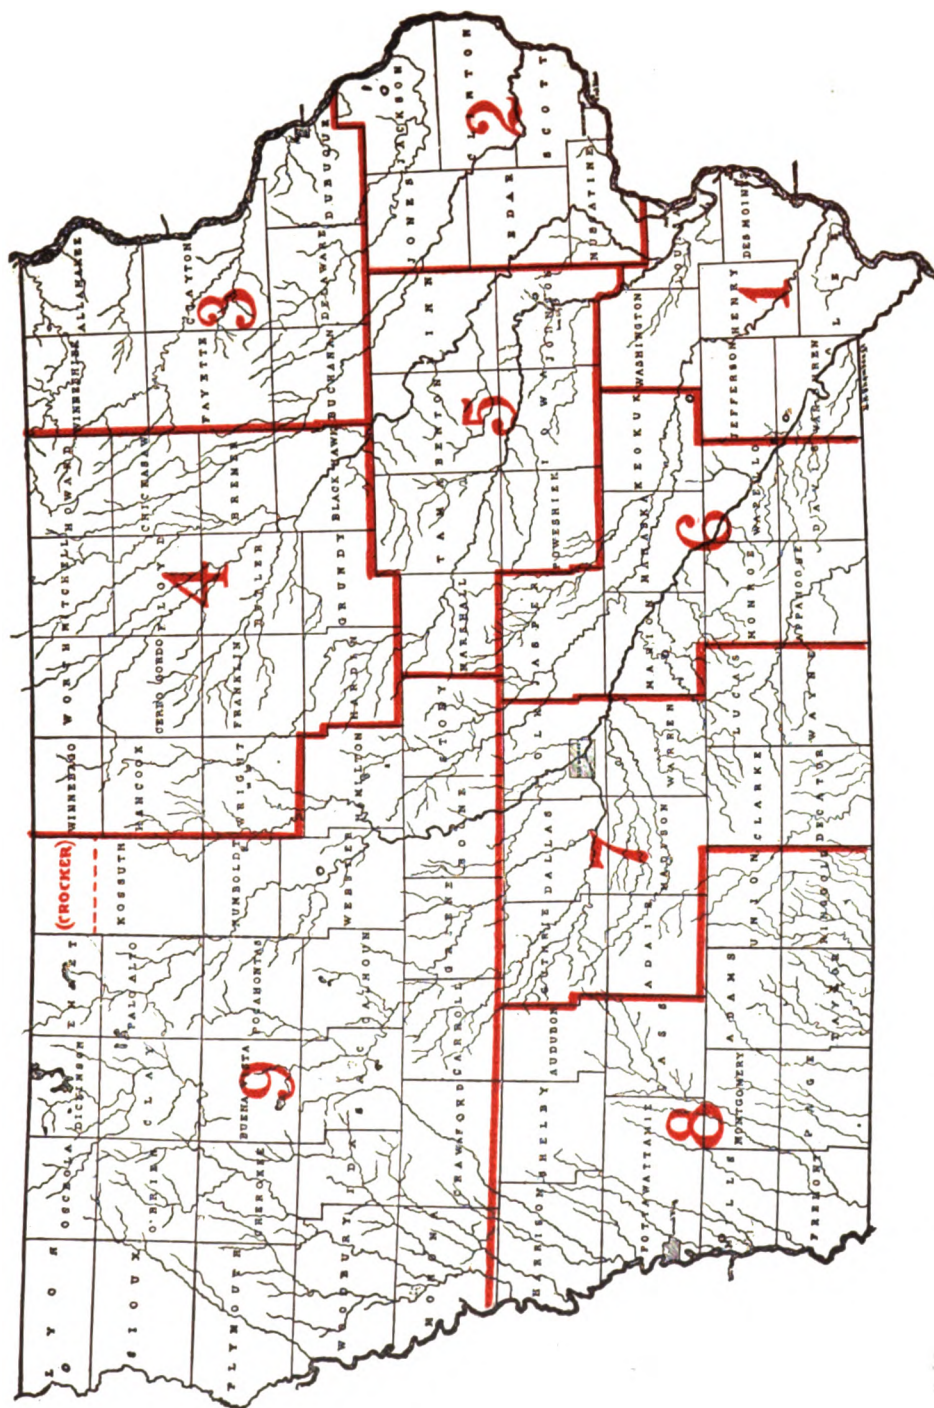 LYON
OSCEOLA
DICKINSON
EMMET
(CROCKER)
WINNEBAGO
WORTH
MITCHELL
HOWARD
WINNESHIEK
ALLAMAKEE
SIOUX
O'BRIEN
CLAY
PALO ALTO
KOSSUTH
HANCOCK
CERRO GORDO
FLOYD
CHICKASAW
FAYETTE
CLAYTON
3
4
PLYMOUTH
CHEROKEE
BUENA VISTA
9
POCAHONTAS
HUMBOLDT
WRIGHT
FRANKLIN
BUTLER
BREMER
BLACK HAWK
BUCHANAN
DELAWARE
DUBUQUE
WOODBURY
IDA
SAC
CALHOUN
WEBSTER
HAMILTON
HARDIN
GRUNDY
MONONA
CRAWFORD
CARROLL
GREENE
BOONE
STORY
MARSHALL
TAMA
BENTON
LINN
JONES
JACKSON
5
2
CEDAR
CLINTON
SCOTT
MUSCATINE
HARRISON
SHELBY
AUDUBON
GUTHRIE
DALLAS
POLK
JASPER
POWESHIEK
IOWA
JOHNSON
POTAWATTAMIE
CASS
ADAIR
MADISON
WARREN
MARION
MAHASKA
KEOKUK
WASHINGTON
LOUISA
7
8
6
1
MILLS
MONTGOMERY
ADAMS
UNION
CLARKE
LUCAS
MONROE
WAPELLO
JEFFERSON
HENRY
DESMOINES
FREMONT
PAGE
TAYLOR
RINGGOLD
DECATOR
WAYNE
APPANOOSE
DAVIS
VAN BUREN
LEE